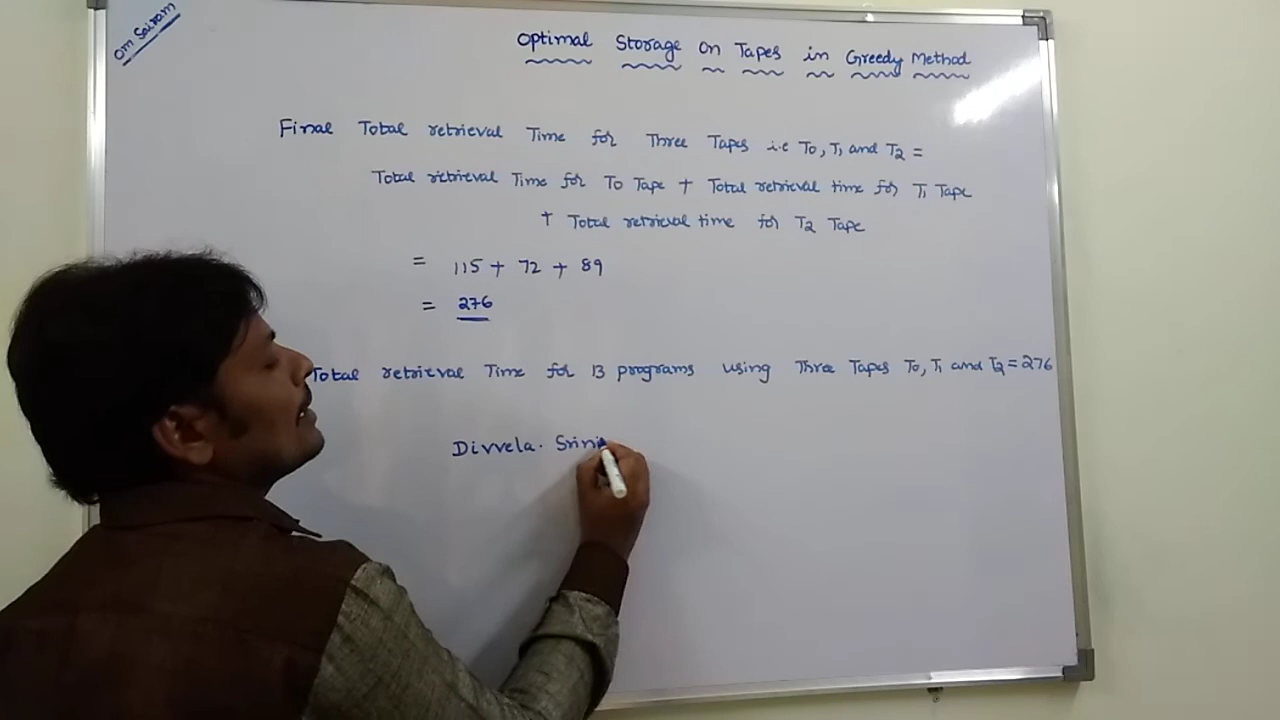 Om Sairam
Optimal Storage on Tapes in Greedy Method
Final Total retrieval Time for Three Tapes i.e T0, T1 and T2 =
Total retrieval Time for T0 Tape + Total retrieval time for T1 Tape
+ Total retrieval time for T2 Tape
= 115 + 72 + 89
= 276
Total retrieval Time for 13 programs using Three Tapes T0, T1 and T2 = 276
Divvela. Srini